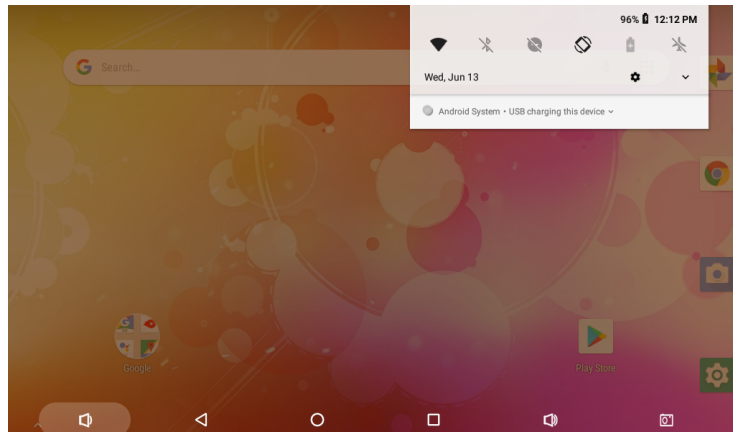 96% 12:12 PM
Search...
Wed, Jun 13
Android System • USB charging this device
Google
Play Store